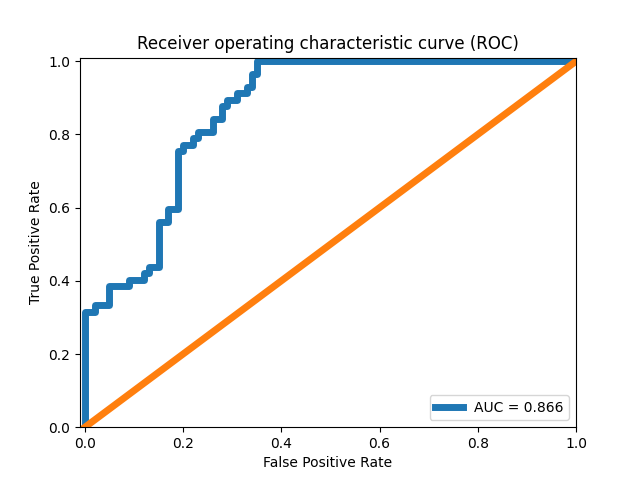 Receiver operating characteristic curve (ROC)
True Positive Rate
1.0
0.8
0.6
0.4
0.2
0.0
0.0 0.2 0.4 0.6 0.8 1.0
False Positive Rate
AUC = 0.866